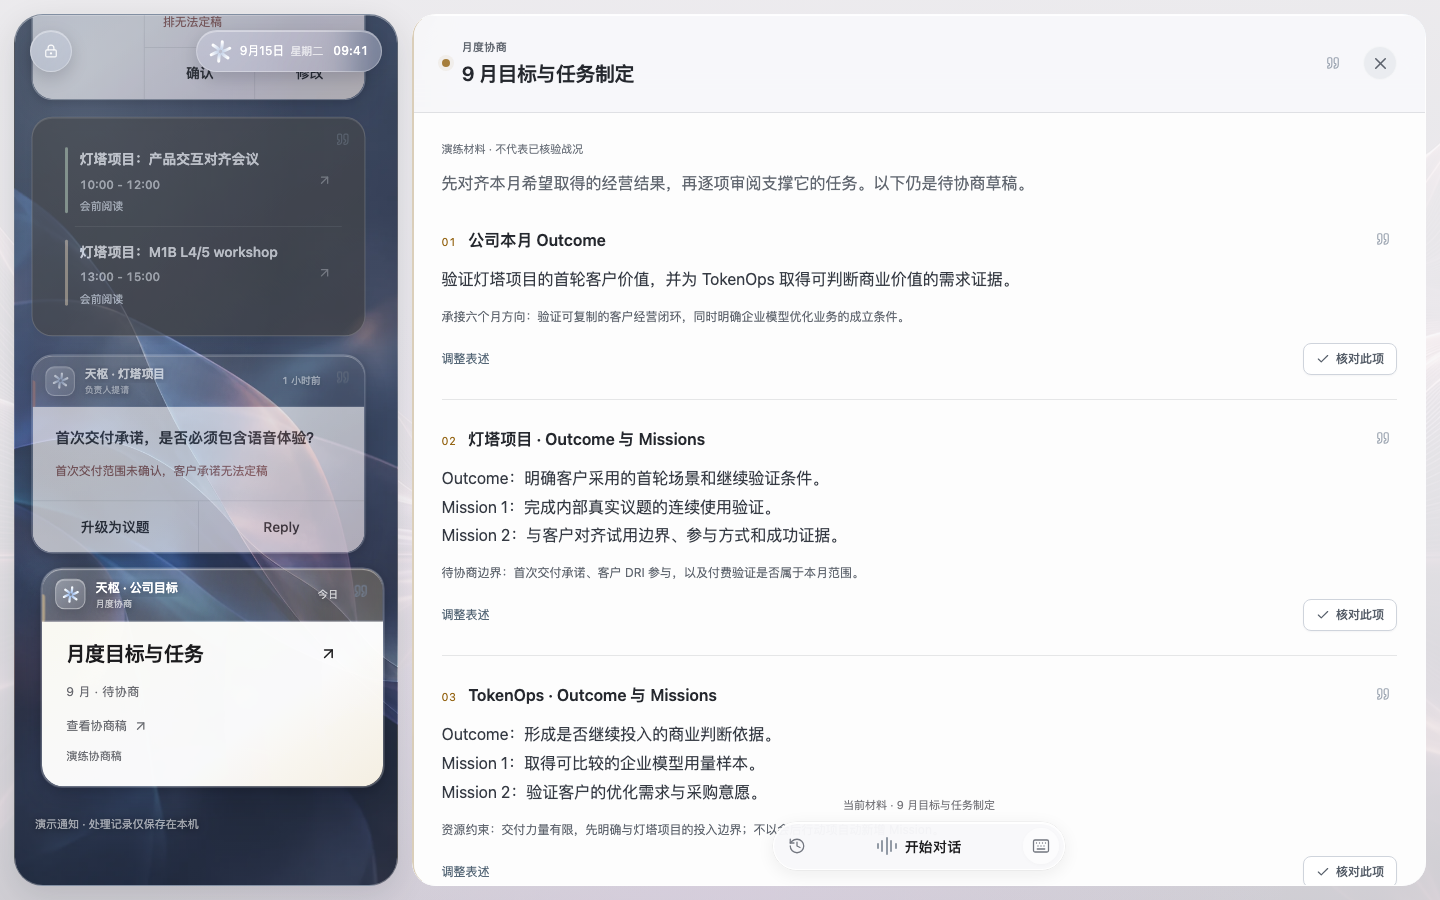 排无法定稿
9月15日 星期二 09:41
确认
修改
灯塔项目：产品交互对齐会议
10:00 - 12:00
会前阅读
灯塔项目：M1B L4/5 workshop
13:00 - 15:00
会前阅读
天枢 · 灯塔项目
负责人提请
1 小时前
首次交付承诺，是否必须包含语音体验？
首次交付范围未确认，客户承诺无法定稿
升级为议题
Reply
天枢 · 公司目标
月度协商
今日
月度目标与任务
9 月 · 待协商
查看协商稿
演练协商稿
演示通知 · 处理记录仅保存在本机
月度协商
9 月目标与任务制定
演练材料 · 不代表已核验战况
先对齐本月希望取得的经营结果，再逐项审阅支撑它的任务。以下仍是待协商草稿。
01 公司本月 Outcome
验证灯塔项目的首轮客户价值，并为 TokenOps 取得可判断商业价值的需求证据。
承接六个月方向：验证可复制的客户经营闭环，同时明确企业模型优化业务的成立条件。
调整表述
核对此项
02 灯塔项目 · Outcome 与 Missions
Outcome：明确客户采用的首轮场景和继续验证条件。
Mission 1：完成内部真实议题的连续使用验证。
Mission 2：与客户对齐试用边界、参与方式和成功证据。
待协商边界：首次交付承诺、客户 DRI 参与，以及付费验证是否属于本月范围。
调整表述
核对此项
03 TokenOps · Outcome 与 Missions
Outcome：形成是否继续投入的商业判断依据。
Mission 1：取得可比较的企业模型用量样本。
Mission 2：验证客户的优化需求与采购意愿。
资源约束：交付力量有限，先明确与灯塔项目的投入边界；不以
调整表述
核对此项
当前材料 · 9 月目标与任务制定
开始对话